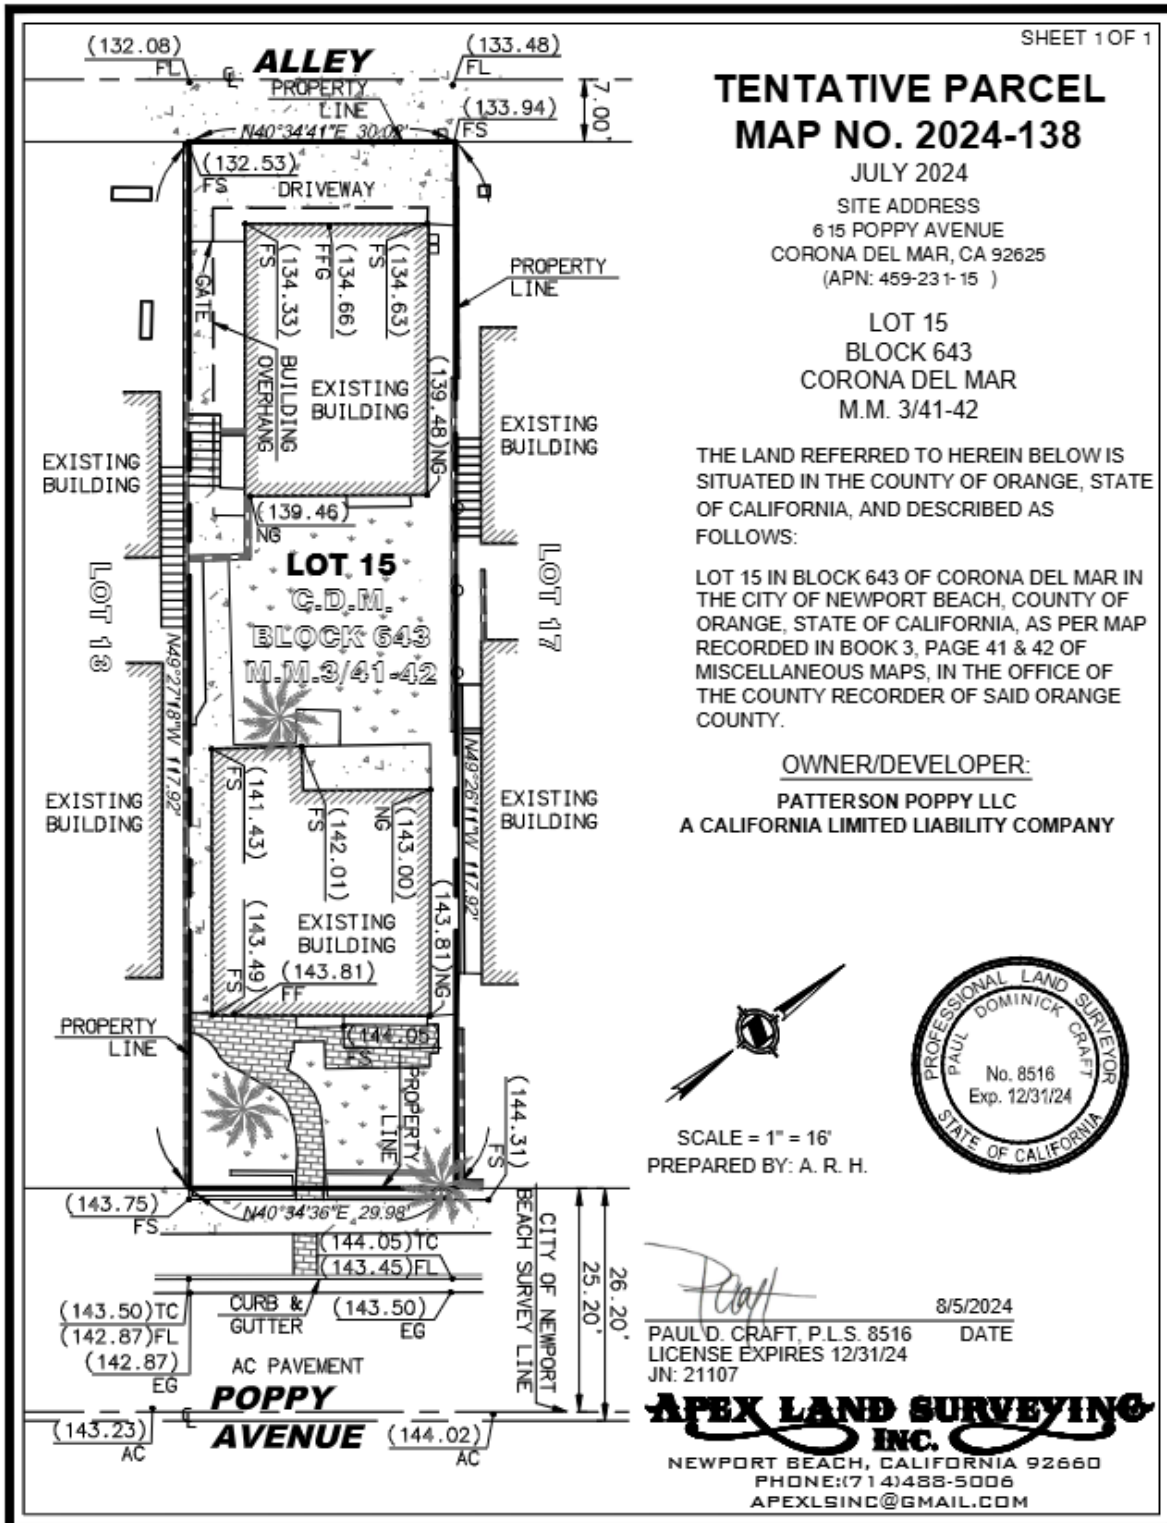 SHEET 1 OF 1
TENTATIVE PARCEL
MAP NO. 2024-138
JULY 2024
SITE ADDRESS
615 POPPY AVENUE
CORONA DEL MAR, CA 92625
(APN: 459-231-15 )
LOT 15
BLOCK 643
CORONA DEL MAR
M.M. 3/41-42
THE LAND REFERRED TO HEREIN BELOW IS
SITUATED IN THE COUNTY OF ORANGE, STATE
OF CALIFORNIA, AND DESCRIBED AS
FOLLOWS:
LOT 15 IN BLOCK 643 OF CORONA DEL MAR IN
THE CITY OF NEWPORT BEACH, COUNTY OF
ORANGE, STATE OF CALIFORNIA, AS PER MAP
RECORDED IN BOOK 3, PAGE 41 & 42 OF
MISCELLANEOUS MAPS, IN THE OFFICE OF
THE COUNTY RECORDER OF SAID ORANGE
COUNTY.
OWNER/DEVELOPER:
PATTERSON POPPY LLC
A CALIFORNIA LIMITED LIABILITY COMPANY
PROFESSIONAL LAND SURVEYOR
PAUL DOMINICK CRAFT
No. 8516
Exp. 12/31/24
STATE OF CALIFORNIA
SCALE = 1" = 16'
PREPARED BY: A. R. H.
8/5/2024
PAUL D. CRAFT, P.L.S. 8516 DATE
LICENSE EXPIRES 12/31/24
JN: 21107
APEX LAND SURVEYING
INC.
NEWPORT BEACH, CALIFORNIA 92660
PHONE:(714)488-5006
APEXLSINC@GMAIL.COM
(132.08)
FL
℄
ALLEY
(133.48)
FL
PROPERTY
LINE
(133.94)
FS
7.00'
N40°34'41"E 30.08'
(132.53)
FS
DRIVEWAY
(134.33)
FS
(134.66)
FFG
(134.63)
FS
GATE
BUILDING
OVERHANG
PROPERTY
LINE
EXISTING
BUILDING
(139.48)NG
EXISTING
BUILDING
EXISTING
BUILDING
(139.46)
NG
LOT 15
C.D.M.
BLOCK 643
M.M.3/41-42
LOT 13
LOT 17
N49°27'18"W 117.92'
N49°26'11"W 117.92'
EXISTING
BUILDING
EXISTING
BUILDING
(141.43)
FS
(142.01)
FS
(143.00)
NG
(143.49)
FS
EXISTING
BUILDING
(143.81)
FF
(143.81)NG
PROPERTY
LINE
(144.05)
FS
PROPERTY
LINE
(144.31)
FS
(143.75)
FS
N40°34'36"E 29.98'
(144.05)TC
(143.45)FL
(143.50)TC
(142.87)FL
(142.87)
EG
CURB &
GUTTER
(143.50)
EG
CITY OF NEWPORT
BEACH SURVEY LINE
25.20'
26.20'
AC PAVEMENT
℄
POPPY
AVENUE
(143.23)
AC
(144.02)
AC